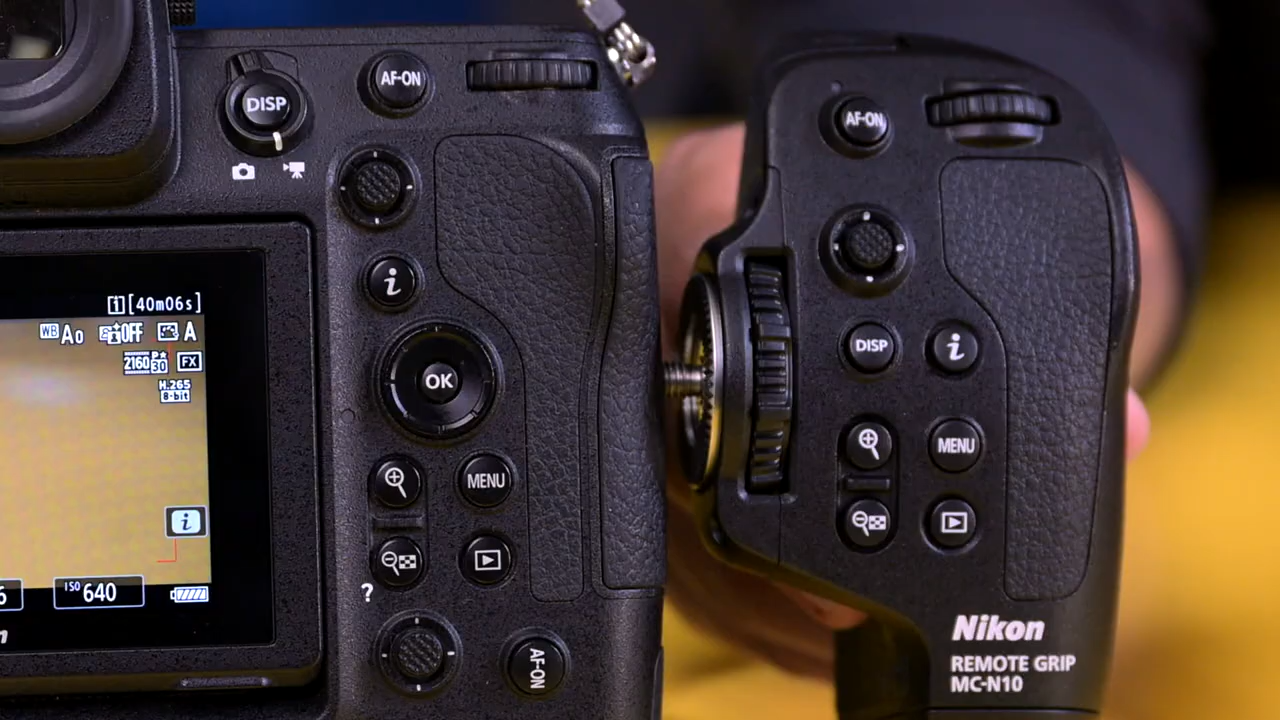 DISP
AF-ON
i
OK
MENU
?
AF-ON
[40m06s]
WB A0
OFF
A
2160 P★ 30
FX
H.265
8-bit
i
6
ISO 640
n
AF-ON
DISP
i
MENU
Nikon
REMOTE GRIP
MC-N10